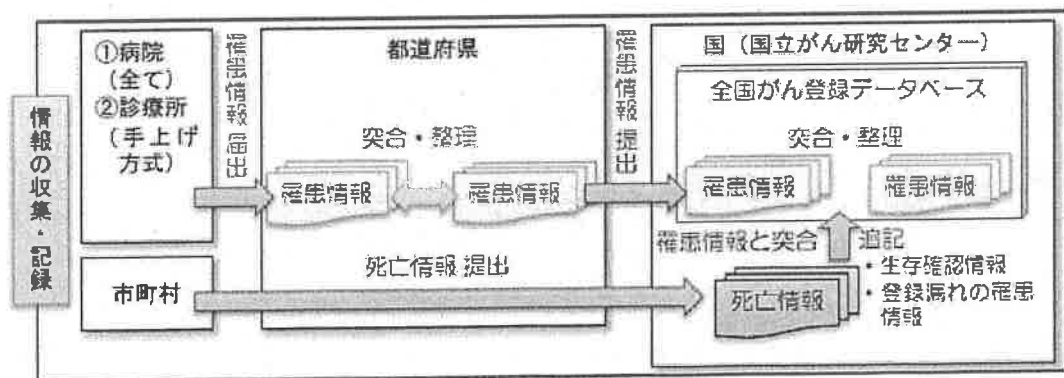 情報の収集・記録
①病院
(全て)
②診療所
(手上げ
方式)
市町村
罹患情報 届出
都道府県
突合・整理
罹患情報
罹患情報
死亡情報 提出
罹患情報 提出
国（国立がん研究センター）
全国がん登録データベース
突合・整理
罹患情報
罹患情報
罹患情報と突合
追記
死亡情報
・生存確認情報
・登録漏れの罹患
情報